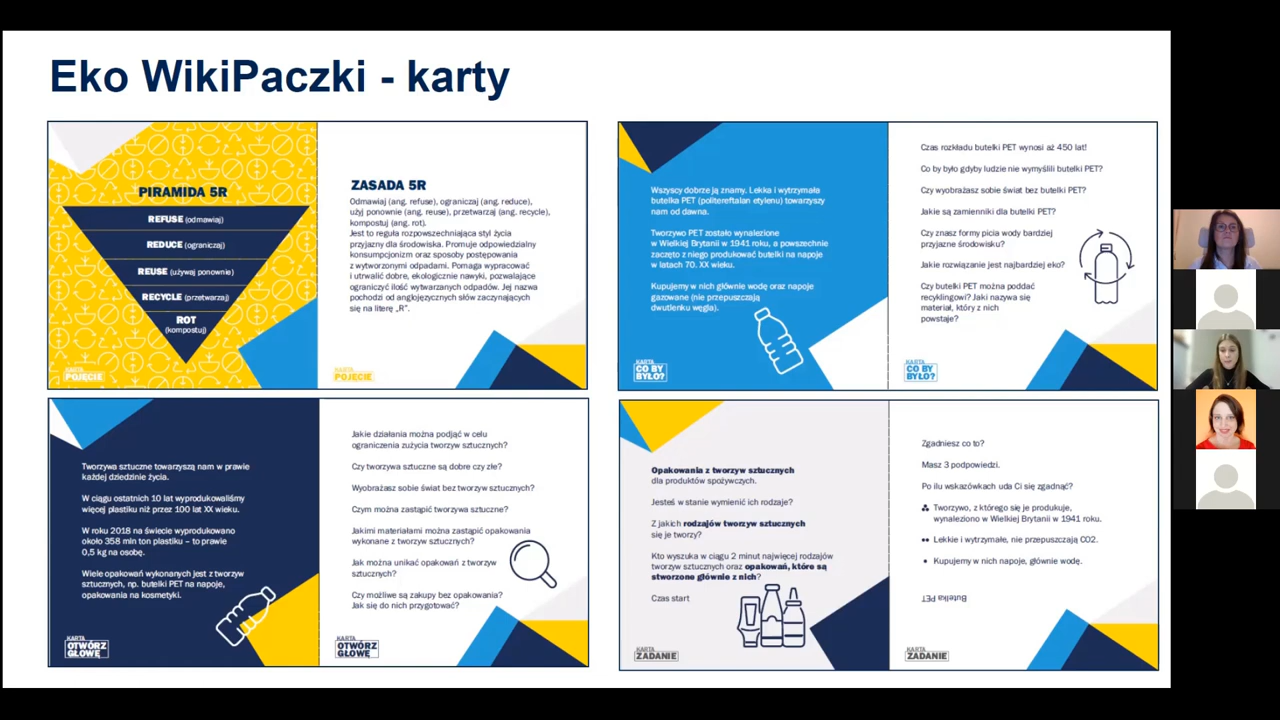 Eko WikiPaczki - karty
PIRAMIDA 5R
REFUSE (odmawiaj)
REDUCE (ograniczaj)
REUSE (używaj ponownie)
RECYCLE (przetwarzaj)
ROT
(kompostuj)
KARTA
POJĘCIE
ZASADA 5R
Odmawiaj (ang. refuse), ograniczaj (ang. reduce),
użyj ponownie (ang. reuse), przetwarzaj (ang. recycle),
kompostuj (ang. rot).
Jest to reguła rozpowszechniająca styl życia
przyjazny dla środowiska. Promuje odpowiedzialny
konsumpcjonizm oraz sposoby postępowania
z wytworzonymi odpadami. Pomaga wypracować
i utrwalić dobre, ekologicznie nawyki, pozwalające
ograniczyć ilość wytwarzanych odpadów. Jej nazwa
pochodzi od anglojęzycznych słów zaczynających
się na literę „R”.
KARTA
POJĘCIE
Wszyscy dobrze ją znamy. Lekka i wytrzymała
butelka PET (politereftalan etylenu) towarzyszy
nam od dawna.
Tworzywo PET zostało wynalezione
w Wielkiej Brytanii w 1941 roku, a powszechnie
zaczęto z niego produkować butelki na napoje
w latach 70. XX wieku.
Kupujemy w nich głównie wodę oraz napoje
gazowane (nie przepuszczają
dwutlenku węgla).
KARTA
CO BY
BYŁO?
Czas rozkładu butelki PET wynosi aż 450 lat!
Co by było gdyby ludzie nie wymyślili butelki PET?
Czy wyobrażasz sobie świat bez butelki PET?
Jakie są zamienniki dla butelki PET?
Czy znasz formy picia wody bardziej
przyjazne środowisku?
Jakie rozwiązanie jest najbardziej eko?
Czy butelki PET można poddać
recyklingowi? Jaki nazywa się
materiał, który z nich
powstaje?
KARTA
CO BY
BYŁO?
Tworzywa sztuczne towarzyszą nam w prawie
każdej dziedzinie życia.
W ciągu ostatnich 10 lat wyprodukowaliśmy
więcej plastiku niż przez 100 lat XX wieku.
W roku 2018 na świecie wyprodukowano
około 358 mln ton plastiku – to prawie
0,5 kg na osobę.
Wiele opakowań wykonanych jest z tworzyw
sztucznych, np. butelki PET na napoje,
opakowania na kosmetyki.
KARTA
OTWÓRZ
GŁOWĘ
Jakie działania można podjąć w celu
ograniczenia zużycia tworzyw sztucznych?
Czy tworzywa sztuczne są dobre czy złe?
Wyobrażasz sobie świat bez tworzyw sztucznych?
Czym można zastąpić tworzywa sztuczne?
Jakimi materiałami można zastąpić opakowania
wykonane z tworzyw sztucznych?
Jak można unikać opakowań z tworzyw
sztucznych?
Czy możliwe są zakupy bez opakowania?
Jak się do nich przygotować?
KARTA
OTWÓRZ
GŁOWĘ
Opakowania z tworzyw sztucznych
dla produktów spożywczych.
Jesteś w stanie wymienić ich rodzaje?
Z jakich rodzajów tworzyw sztucznych
się je tworzy?
Kto wyszuka w ciągu 2 minut najwięcej rodzajów
tworzyw sztucznych oraz opakowań, które są
stworzone głównie z nich?
Czas start
KARTA
ZADANIE
Zgadniesz co to?
Masz 3 podpowiedzi.
Po ilu wskazówkach uda Ci się zgadnąć?
Tworzywo, z którego się je produkuje,
wynaleziono w Wielkiej Brytanii w 1941 roku.
Lekkie i wytrzymałe, nie przepuszczają CO2.
Kupujemy w nich napoje, głównie wodę.
Butelka PET
KARTA
ZADANIE